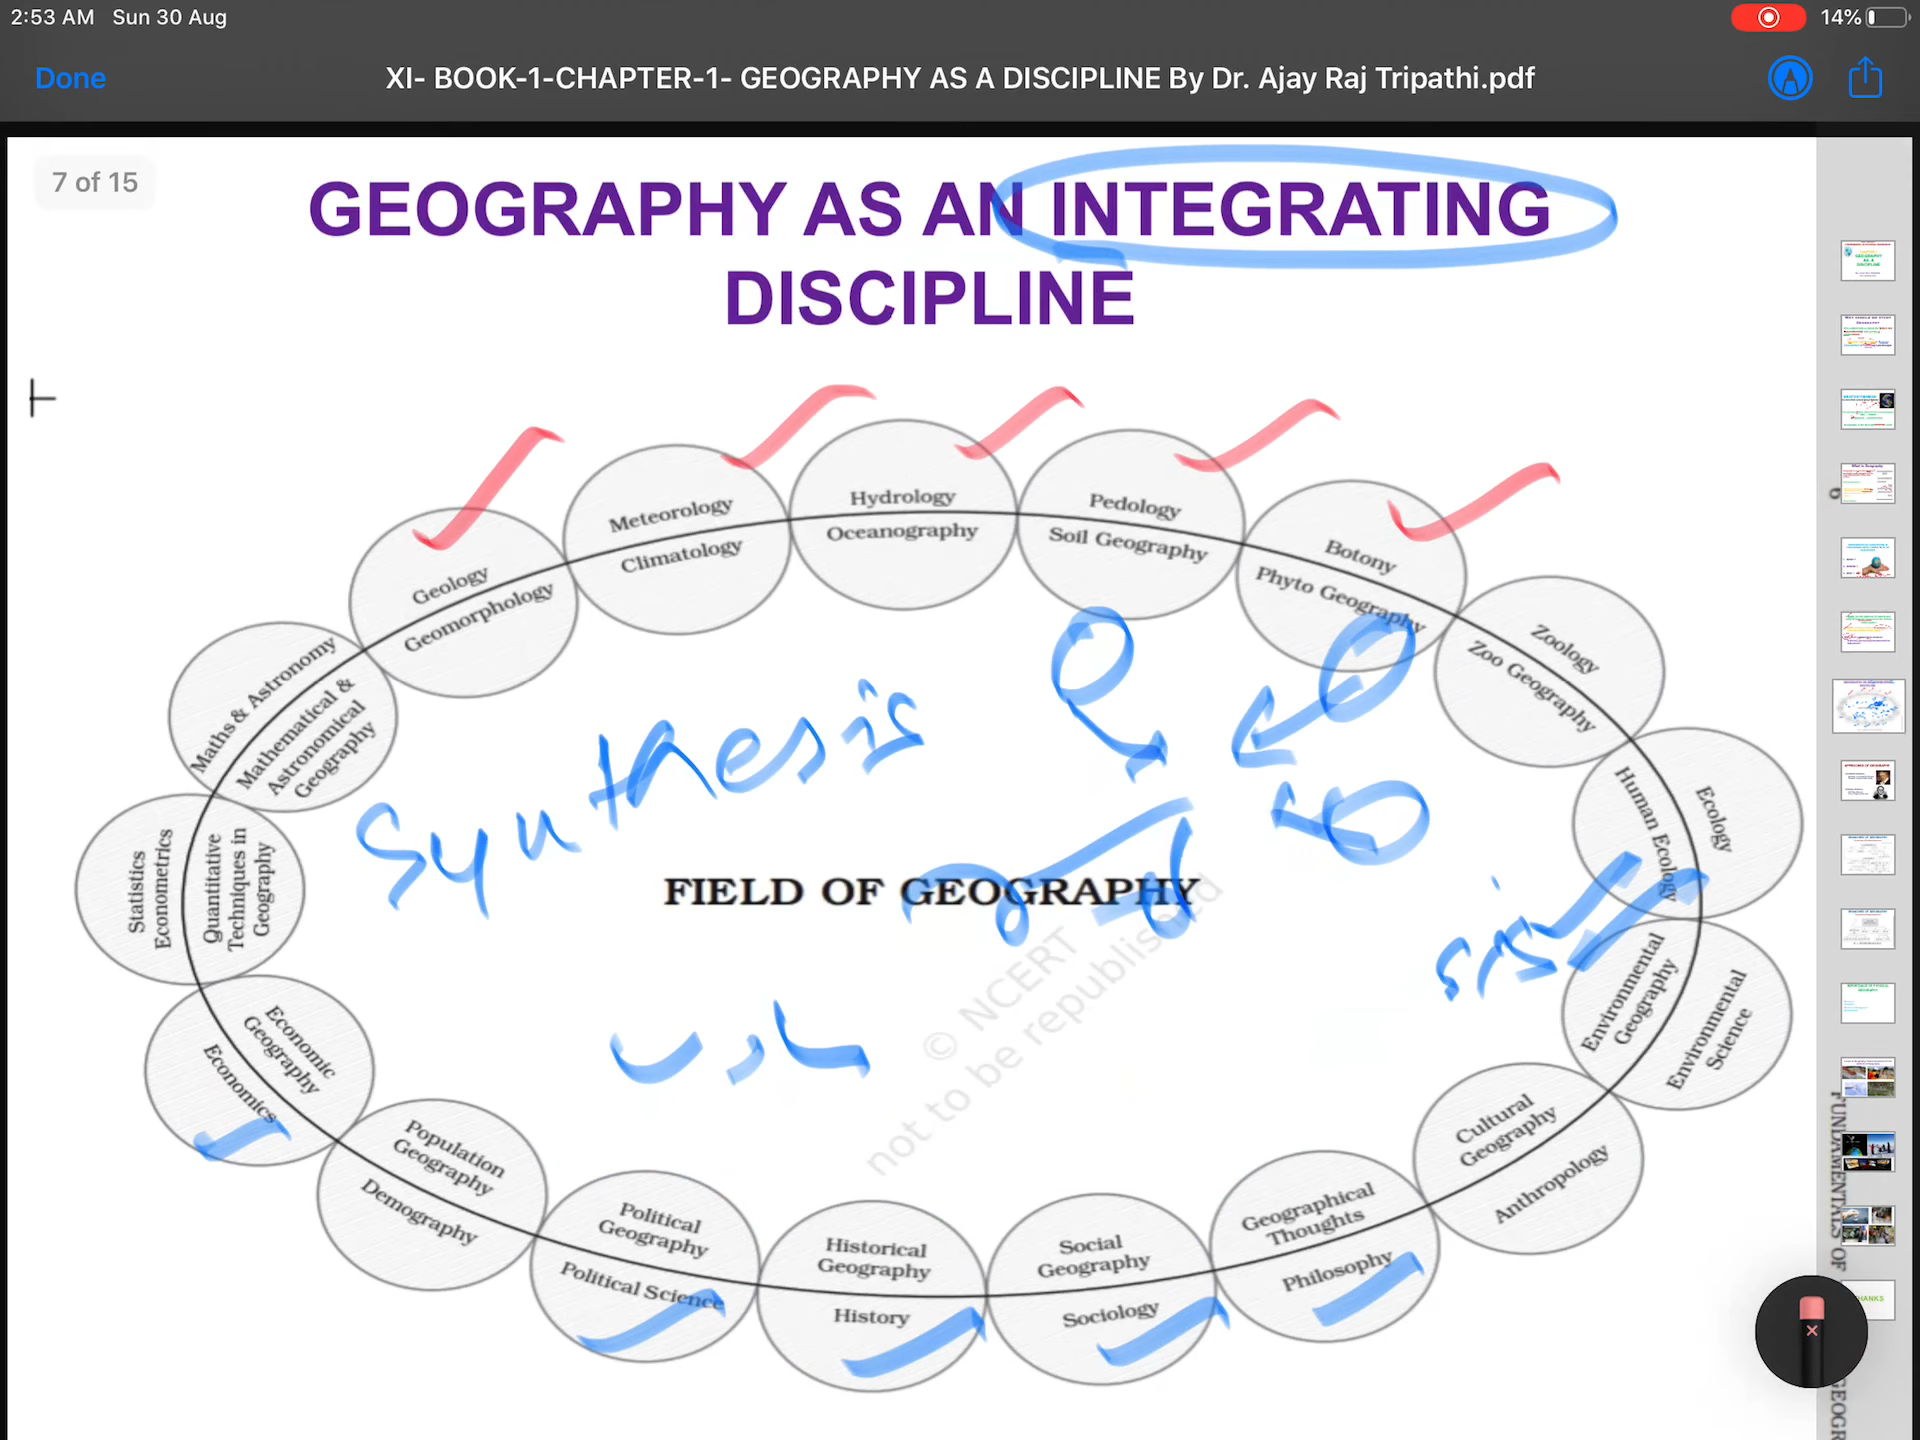 2:53 AM Sun 30 Aug
14%
Done
XI- BOOK-1-CHAPTER-1- GEOGRAPHY AS A DISCIPLINE By Dr. Ajay Raj Tripathi.pdf
7 of 15
GEOGRAPHY AS AN INTEGRATING
DISCIPLINE
Geology
Geomorphology
Meteorology
Climatology
Hydrology
Oceanography
Pedology
Soil Geography
Botony
Phyto Geography
Zoology
Zoo Geography
Ecology
Human Ecology
Environmental
Geography
Environmental
Science
Cultural
Geography
Anthropology
Geographical
Thoughts
Philosophy
Social
Geography
Sociology
Historical
Geography
History
Political
Geography
Political Science
Population
Geography
Demography
Economic
Geography
Economics
Quantitative
Techniques in
Geography
Statistics
Econometrics
Maths & Astronomy
Mathematical &
Astronomical
Geography
Synthesis
FIELD OF GEOGRAPHY
© NCERT
not to be republished
FUNDAMENTALS OF